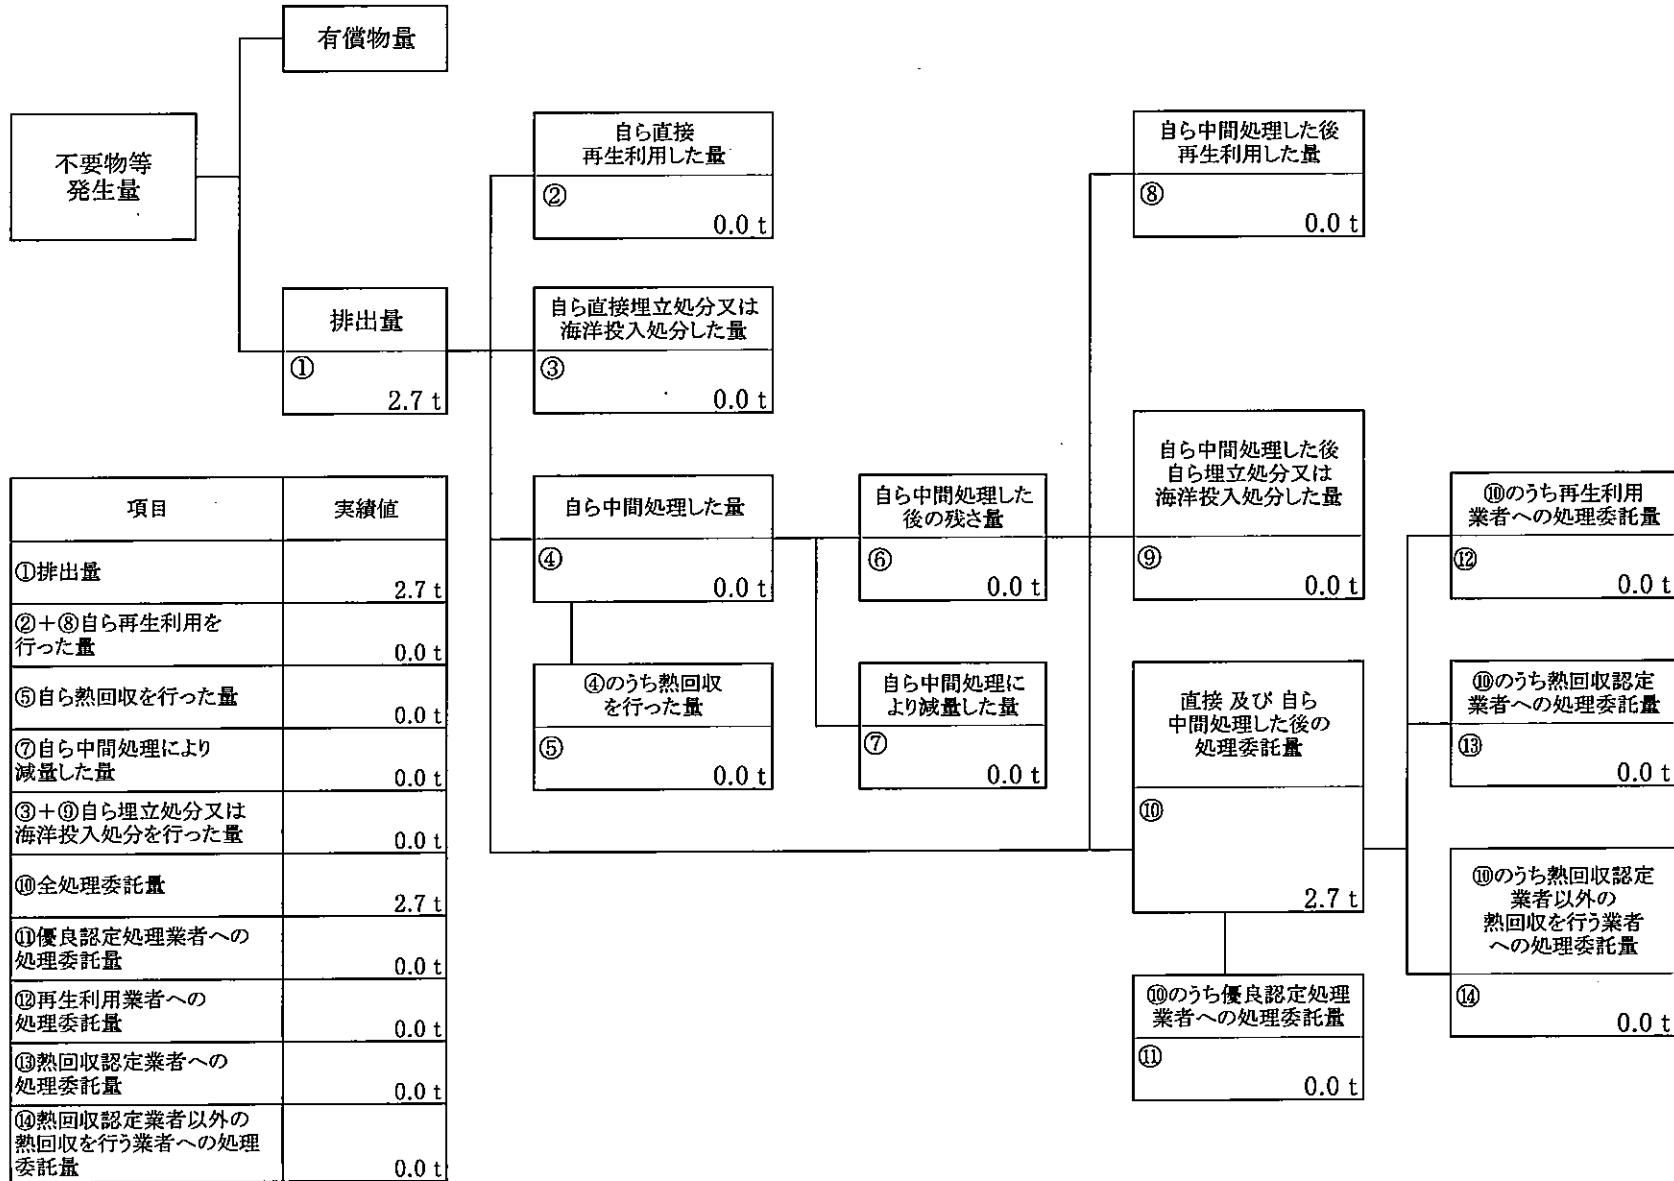 有償物量
不要物等
発生量
排出量
①
2.7 t
自ら直接
再生利用した量
②
0.0 t
自ら直接埋立処分又は
海洋投入処分した量
③
0.0 t
自ら中間処理した量
④
0.0 t
④のうち熱回収
を行った量
⑤
0.0 t
自ら中間処理した
後の残さ量
⑥
0.0 t
自ら中間処理に
より減量した量
⑦
0.0 t
自ら中間処理した後
再生利用した量
⑧
0.0 t
自ら中間処理した後
自ら埋立処分又は
海洋投入処分した量
⑨
0.0 t
直接 及び 自ら
中間処理した後の
処理委託量
⑩
2.7 t
⑩のうち優良認定処理
業者への処理委託量
⑪
0.0 t
⑩のうち再生利用
業者への処理委託量
⑫
0.0 t
⑩のうち熱回収認定
業者への処理委託量
⑬
0.0 t
⑩のうち熱回収認定
業者以外の
熱回収を行う業者
への処理委託量
⑭
0.0 t
項目 実績値
①排出量
2.7 t
②+⑧自ら再生利用を
行った量
0.0 t
⑤自ら熱回収を行った量
0.0 t
⑦自ら中間処理により
減量した量
0.0 t
③+⑨自ら埋立処分又は
海洋投入処分を行った量
0.0 t
⑩全処理委託量
2.7 t
⑪優良認定処理業者への
処理委託量
0.0 t
⑫再生利用業者への
処理委託量
0.0 t
⑬熱回収認定業者への
処理委託量
0.0 t
⑭熱回収認定業者以外の
熱回収を行う業者への処理
委託量
0.0 t